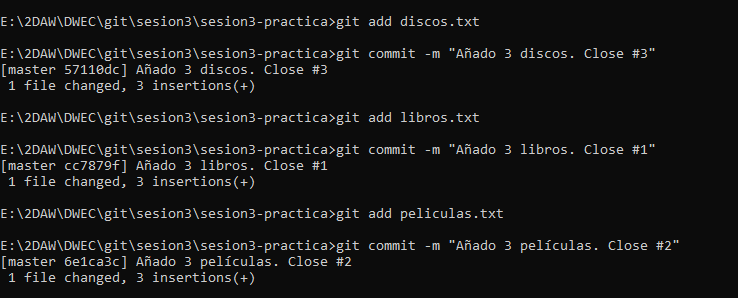 E:\2DAW\DWEC\git\sesion3\sesion3-practica>git add discos.txt
E:\2DAW\DWEC\git\sesion3\sesion3-practica>git commit -m "Añado 3 discos. Close #3"
[master 57110dc] Añado 3 discos. Close #3
 1 file changed, 3 insertions(+)
E:\2DAW\DWEC\git\sesion3\sesion3-practica>git add libros.txt
E:\2DAW\DWEC\git\sesion3\sesion3-practica>git commit -m "Añado 3 libros. Close #1"
[master cc7879f] Añado 3 libros. Close #1
 1 file changed, 3 insertions(+)
E:\2DAW\DWEC\git\sesion3\sesion3-practica>git add peliculas.txt
E:\2DAW\DWEC\git\sesion3\sesion3-practica>git commit -m "Añado 3 películas. Close #2"
[master 6e1ca3c] Añado 3 películas. Close #2
 1 file changed, 3 insertions(+)